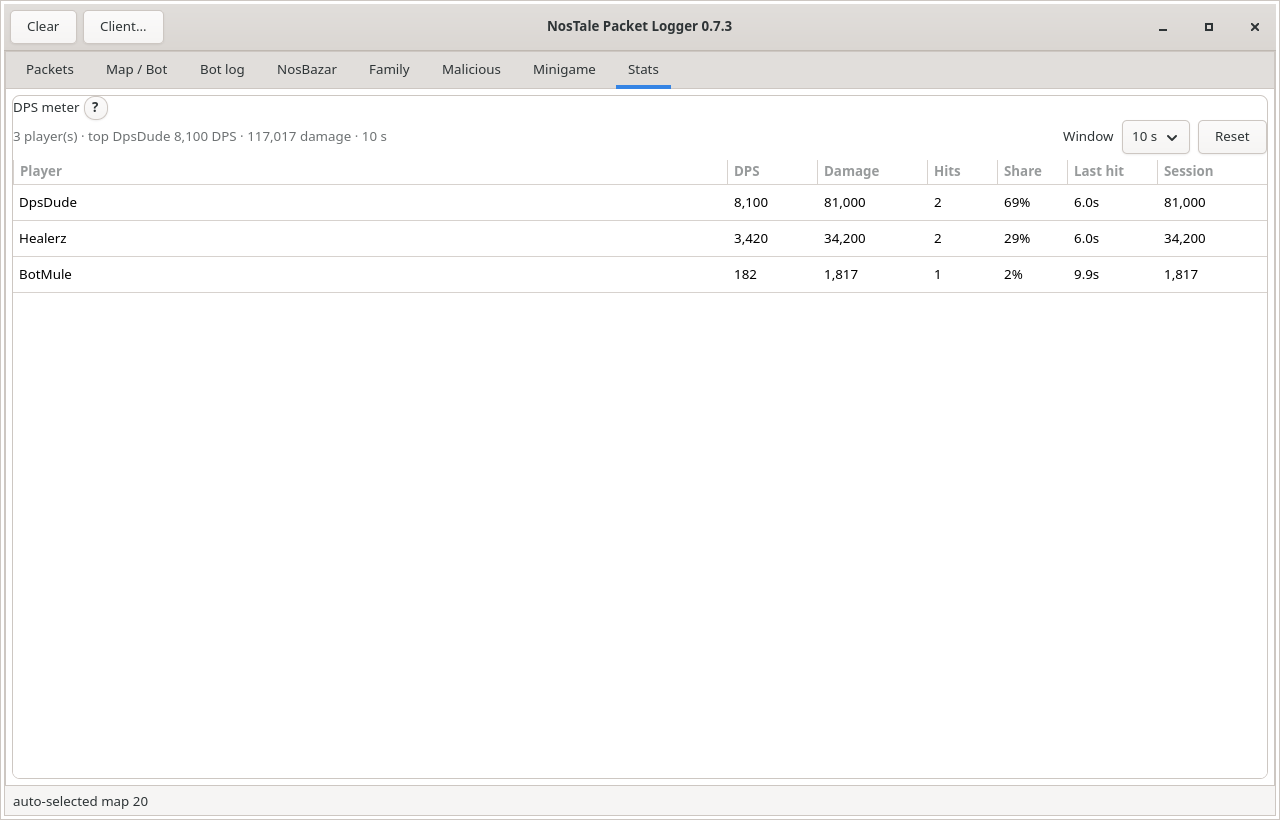 Clear Client... NosTale Packet Logger 0.7.3
Packets Map / Bot Bot log NosBazar Family Malicious Minigame Stats
DPS meter ?
3 player(s) · top DpsDude 8,100 DPS · 117,017 damage · 10 s Window 10 s Reset
Player DPS Damage Hits Share Last hit Session
DpsDude 8,100 81,000 2 69% 6.0s 81,000
Healerz 3,420 34,200 2 29% 6.0s 34,200
BotMule 182 1,817 1 2% 9.9s 1,817
auto-selected map 20